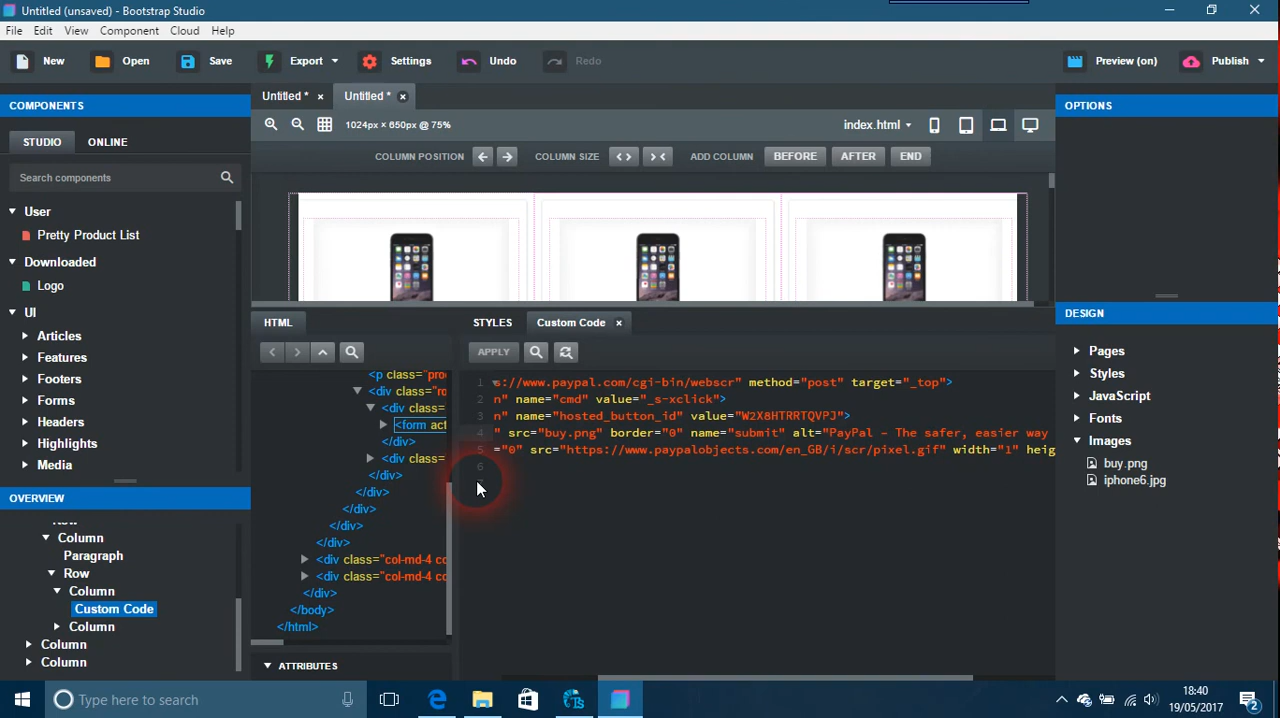 Untitled (unsaved) - Bootstrap Studio
File Edit View Component Cloud Help
New Open Save Export Settings Undo Redo Preview (on) Publish
COMPONENTS
Untitled * × Untitled * ×
OPTIONS
STUDIO ONLINE
1024px × 650px @ 75%
index.html
COLUMN POSITION COLUMN SIZE ADD COLUMN BEFORE AFTER END
Search components
User
Pretty Product List
Downloaded
Logo
UI
Articles
Features
Footers
Forms
Headers
Highlights
Media
HTML
STYLES Custom Code ×
APPLY
<p class="pro
<div class="ro
<div class=
<form act
</div>
<div class=
</div>
</div>
</div>
</div>
</div>
<div class="col-md-4 co
<div class="col-md-4 co
</div>
</body>
</html>
ATTRIBUTES
1 s://www.paypal.com/cgi-bin/webscr" method="post" target="_top">
2 n" name="cmd" value="_s-xclick">
3 n" name="hosted_button_id" value="W2X8HTRRTQVPJ">
4 " src="buy.png" border="0" name="submit" alt="PayPal – The safer, easier way
5 ="0" src="https://www.paypalobjects.com/en_GB/i/scr/pixel.gif" width="1" heig
6
DESIGN
Pages
Styles
Components
Fonts
Images
buy.png
iphone6.jpg
OVERVIEW
Column
Paragraph
Row
Column
Custom Code
Column
Column
Column
Type here to search
18:40
19/05/2017
2